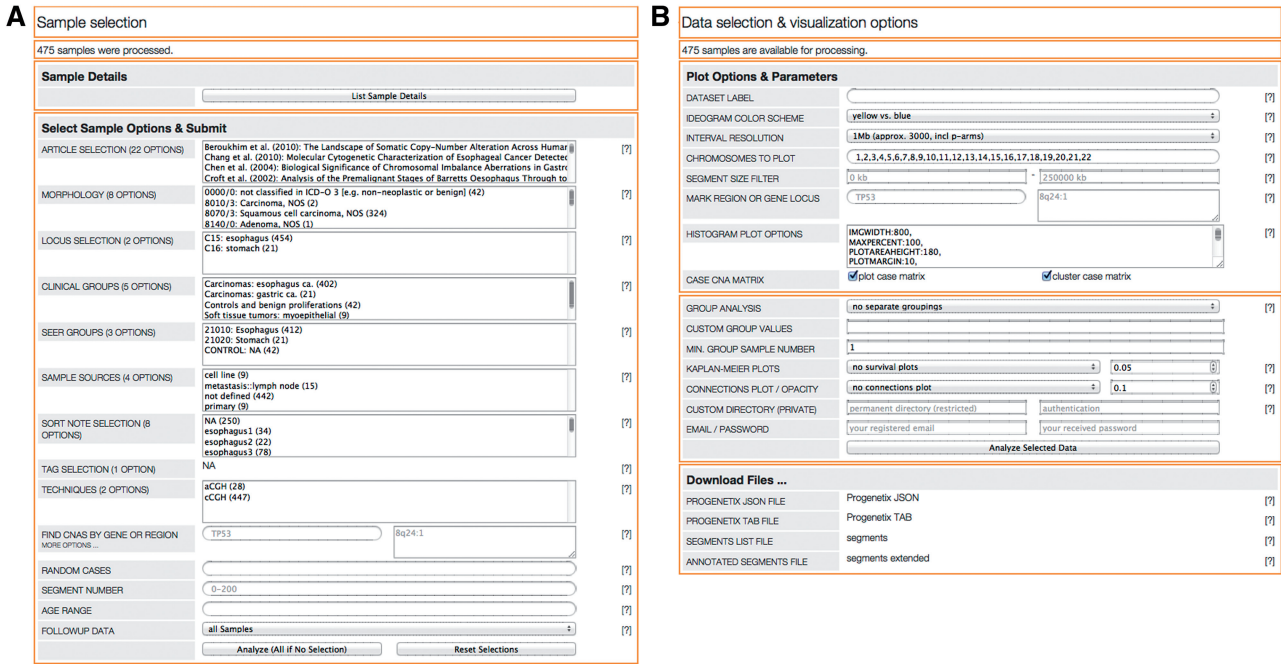 A
Sample selection
475 samples were processed.
Sample Details
List Sample Details
Select Sample Options & Submit
ARTICLE SELECTION (22 OPTIONS)
Beroukhim et al. (2010): The Landscape of Somatic Copy-Number Alteration Across Human
Chang et al. (2010): Molecular Cytogenetic Characterization of Esophageal Cancer Detected
Chen et al. (2004): Biological Significance of Chromosomal Imbalance Aberrations in Gastr
Croft et al. (2002): Analysis of the Premalignant Stages of Barretts Oesophagus Through to
[?]
MORPHOLOGY (8 OPTIONS)
0000/0: not classified in ICD-O 3 [e.g. non-neoplastic or benign] (42)
8010/3: Carcinoma, NOS (2)
8070/3: Squamous cell carcinoma, NOS (324)
8140/0: Adenoma, NOS (1)
[?]
LOCUS SELECTION (2 OPTIONS)
C15: esophagus (454)
C16: stomach (21)
[?]
CLINICAL GROUPS (5 OPTIONS)
Carcinomas: esophagus ca. (402)
Carcinomas: gastric ca. (21)
Controls and benign proliferations (42)
Soft tissue tumors: myoepithelial (9)
[?]
SEER GROUPS (3 OPTIONS)
21010: Esophagus (412)
21020: Stomach (21)
CONTROL: NA (42)
[?]
SAMPLE SOURCES (4 OPTIONS)
cell line (9)
metastasis::lymph node (15)
not defined (442)
primary (9)
[?]
SORT NOTE SELECTION (8 OPTIONS)
NA (250)
esophagus1 (34)
esophagus2 (22)
esophagus3 (78)
[?]
TAG SELECTION (1 OPTION)
NA
[?]
TECHNIQUES (2 OPTIONS)
aCGH (28)
cCGH (447)
[?]
FIND CNAS BY GENE OR REGION
MORE OPTIONS ...
TP53
8q24:1
[?]
RANDOM CASES
[?]
SEGMENT NUMBER
0-200
[?]
AGE RANGE
[?]
FOLLOWUP DATA
all Samples
[?]
Analyze (All if No Selection)
Reset Selections
B
Data selection & visualization options
475 samples are available for processing.
Plot Options & Parameters
DATASET LABEL
[?]
IDEOGRAM COLOR SCHEME
yellow vs. blue
[?]
INTERVAL RESOLUTION
1Mb (approx. 3000, incl p-arms)
[?]
CHROMOSOMES TO PLOT
1,2,3,4,5,6,7,8,9,10,11,12,13,14,15,16,17,18,19,20,21,22
[?]
SEGMENT SIZE FILTER
0 kb
-
250000 kb
[?]
MARK REGION OR GENE LOCUS
TP53
8q24:1
[?]
HISTOGRAM PLOT OPTIONS
IMGWIDTH:800,
MAXPERCENT:100,
PLOTAREAHEIGHT:180,
PLOTMARGIN:10,
[?]
CASE CNA MATRIX
plot case matrix
cluster case matrix
[?]
GROUP ANALYSIS
no separate groupings
[?]
CUSTOM GROUP VALUES
MIN. GROUP SAMPLE NUMBER
1
KAPLAN-MEIER PLOTS
no survival plots
0.05
[?]
CONNECTIONS PLOT / OPACITY
no connections plot
0.1
[?]
CUSTOM DIRECTORY (PRIVATE)
permanent directory (restricted)
authentication
[?]
EMAIL / PASSWORD
your registered email
your received password
Analyze Selected Data
Download Files ...
PROGENETIX JSON FILE
Progenetix JSON
[?]
PROGENETIX TAB FILE
Progenetix TAB
[?]
SEGMENTS LIST FILE
segments
[?]
ANNOTATED SEGMENTS FILE
segments extended
[?]